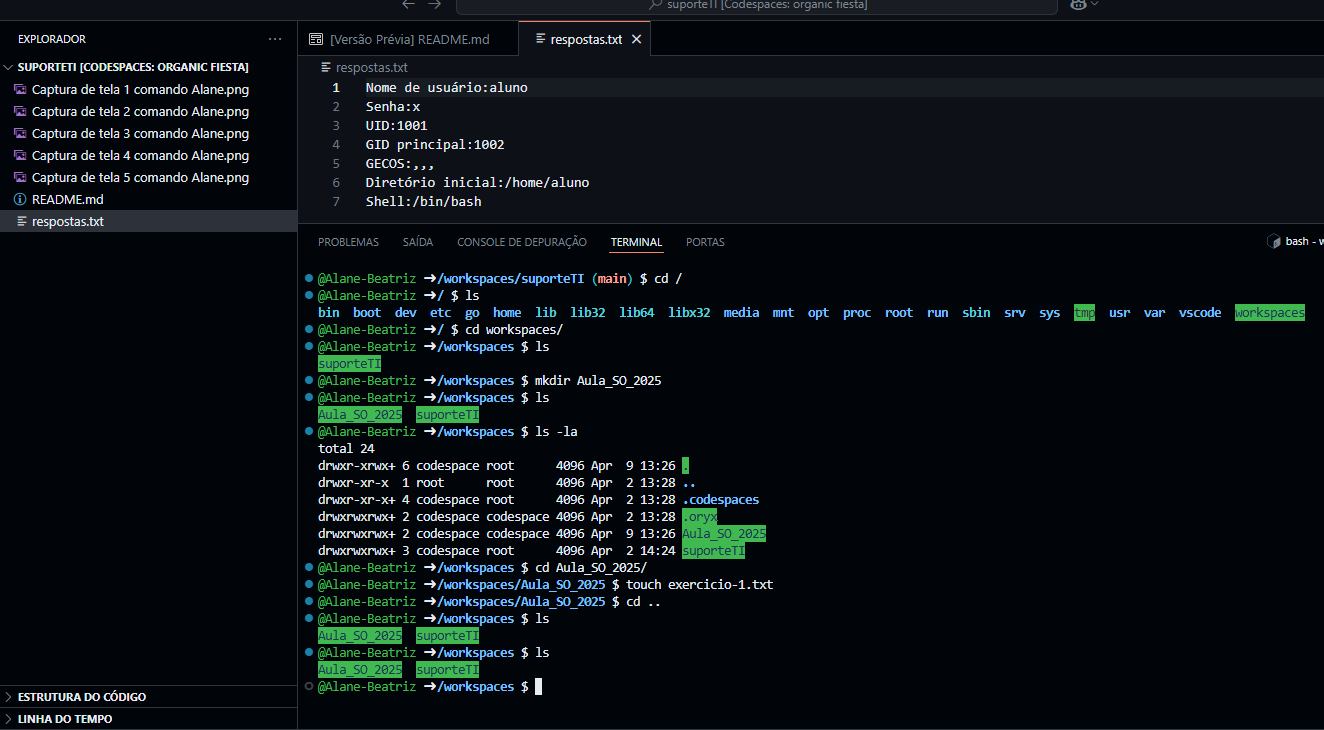 suporteTI [Codespaces: organic fiesta]
EXPLORADOR
SUPORTETI [CODESPACES: ORGANIC FIESTA]
Captura de tela 1 comando Alane.png
Captura de tela 2 comando Alane.png
Captura de tela 3 comando Alane.png
Captura de tela 4 comando Alane.png
Captura de tela 5 comando Alane.png
README.md
respostas.txt
ESTRUTURA DO CÓDIGO
LINHA DO TEMPO
[Versão Prévia] README.md
respostas.txt
respostas.txt
1 Nome de usuário:aluno
2 Senha:x
3 UID:1001
4 GID principal:1002
5 GECOS:,,,
6 Diretório inicial:/home/aluno
7 Shell:/bin/bash
PROBLEMAS SAÍDA CONSOLE DE DEPURAÇÃO TERMINAL PORTAS
bash - w
@Alane-Beatriz ➜/workspaces/suporteTI (main) $ cd /
@Alane-Beatriz ➜/ $ ls
bin boot dev etc go home lib lib32 lib64 libx32 media mnt opt proc root run sbin srv sys tmp usr var vscode workspaces
@Alane-Beatriz ➜/ $ cd workspaces/
@Alane-Beatriz ➜/workspaces $ ls
suporteTI
@Alane-Beatriz ➜/workspaces $ mkdir Aula_SO_2025
@Alane-Beatriz ➜/workspaces $ ls
Aula_SO_2025 suporteTI
@Alane-Beatriz ➜/workspaces $ ls -la
total 24
drwxr-xrwx+ 6 codespace root 4096 Apr 9 13:26 .
drwxr-xr-x 1 root root 4096 Apr 2 13:28 ..
drwxr-xr-x+ 4 codespace root 4096 Apr 2 13:28 .codespaces
drwxrwxrwx+ 2 codespace codespace 4096 Apr 2 13:28 .oryx
drwxrwxrwx+ 2 codespace codespace 4096 Apr 9 13:26 Aula_SO_2025
drwxrwxrwx+ 3 codespace root 4096 Apr 2 14:24 suporteTI
@Alane-Beatriz ➜/workspaces $ cd Aula_SO_2025/
@Alane-Beatriz ➜/workspaces/Aula_SO_2025 $ touch exercicio-1.txt
@Alane-Beatriz ➜/workspaces/Aula_SO_2025 $ cd ..
@Alane-Beatriz ➜/workspaces $ ls
Aula_SO_2025 suporteTI
@Alane-Beatriz ➜/workspaces $ ls
Aula_SO_2025 suporteTI
@Alane-Beatriz ➜/workspaces $